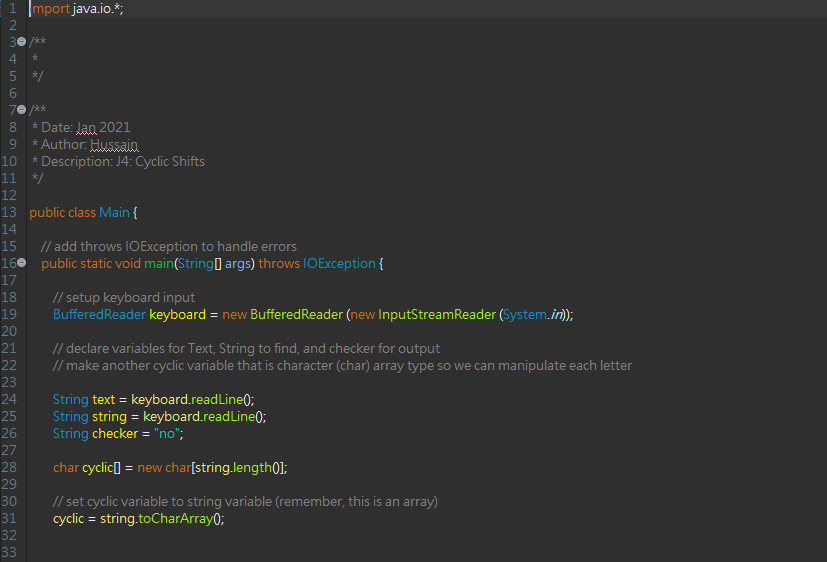 1 import java.io.*;
2
3 /**
4 *
5 */
6
7 /**
8 * Date: Jan 2021
9 * Author: Hussain
10 * Description: J4: Cyclic Shifts
11 */
12
13 public class Main {
14
15 // add throws IOException to handle errors
16 public static void main(String[] args) throws IOException {
17
18 // setup keyboard input
19 BufferedReader keyboard = new BufferedReader (new InputStreamReader (System.in));
20
21 // declare variables for Text, String to find, and checker for output
22 // make another cyclic variable that is character (char) array type so we can manipulate each letter
23
24 String text = keyboard.readLine();
25 String string = keyboard.readLine();
26 String checker = "no";
27
28 char cyclic[] = new char[string.length()];
29
30 // set cyclic variable to string variable (remember, this is an array)
31 cyclic = string.toCharArray();
32
33